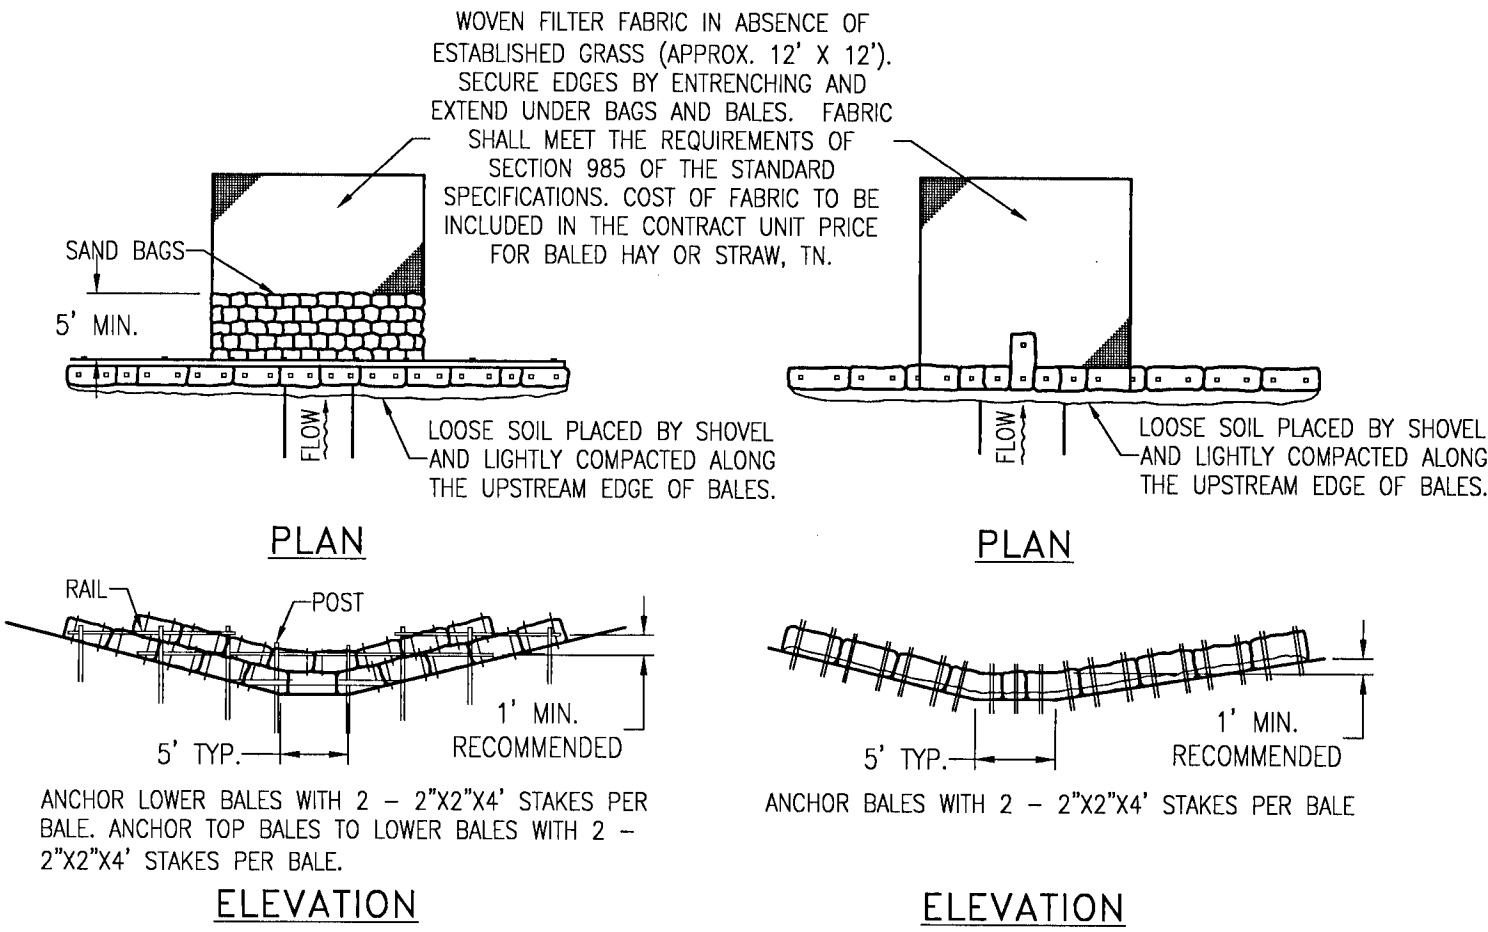 WOVEN FILTER FABRIC IN ABSENCE OF
ESTABLISHED GRASS (APPROX. 12' X 12').
SECURE EDGES BY ENTRENCHING AND
EXTEND UNDER BAGS AND BALES. FABRIC
SHALL MEET THE REQUIREMENTS OF
SECTION 985 OF THE STANDARD
SPECIFICATIONS. COST OF FABRIC TO BE
INCLUDED IN THE CONTRACT UNIT PRICE
FOR BALED HAY OR STRAW, TN.
SAND BAGS
5' MIN.
FLOW
LOOSE SOIL PLACED BY SHOVEL
AND LIGHTLY COMPACTED ALONG
THE UPSTREAM EDGE OF BALES.
PLAN
FLOW
LOOSE SOIL PLACED BY SHOVEL
AND LIGHTLY COMPACTED ALONG
THE UPSTREAM EDGE OF BALES.
PLAN
RAIL
POST
1' MIN.
RECOMMENDED
5' TYP.
ANCHOR LOWER BALES WITH 2 – 2"X2"X4' STAKES PER
BALE. ANCHOR TOP BALES TO LOWER BALES WITH 2 –
2"X2"X4' STAKES PER BALE.
ELEVATION
1' MIN.
RECOMMENDED
5' TYP.
ANCHOR BALES WITH 2 – 2"X2"X4' STAKES PER BALE
ELEVATION